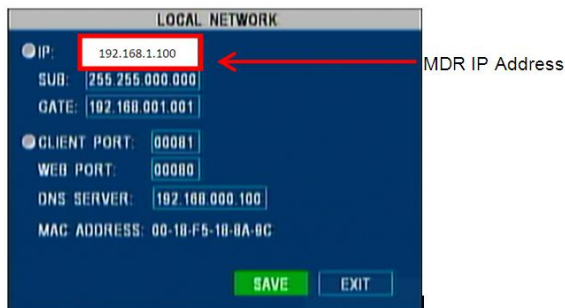 LOCAL NETWORK
IP: 192.168.1.100
MDR IP Address
SUB: 255.255.000.000
GATE: 192.168.001.001
CLIENT PORT: 00081
WEB PORT: 00080
DNS SERVER: 192.168.000.100
MAC ADDRESS: 00-18-F5-18-8A-9C
SAVE EXIT